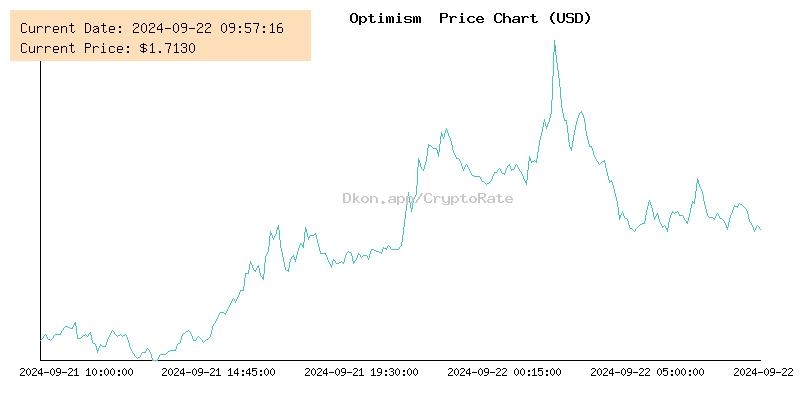 Optimism  Price Chart (USD)
Current Date: 2024-09-22 09:57:16
Current Price: $1.7130
Dkon.app/CryptoRate
2024-09-21 10:00:00 2024-09-21 14:45:00 2024-09-21 19:30:00 2024-09-22 00:15:00 2024-09-22 05:00:00 2024-09-22